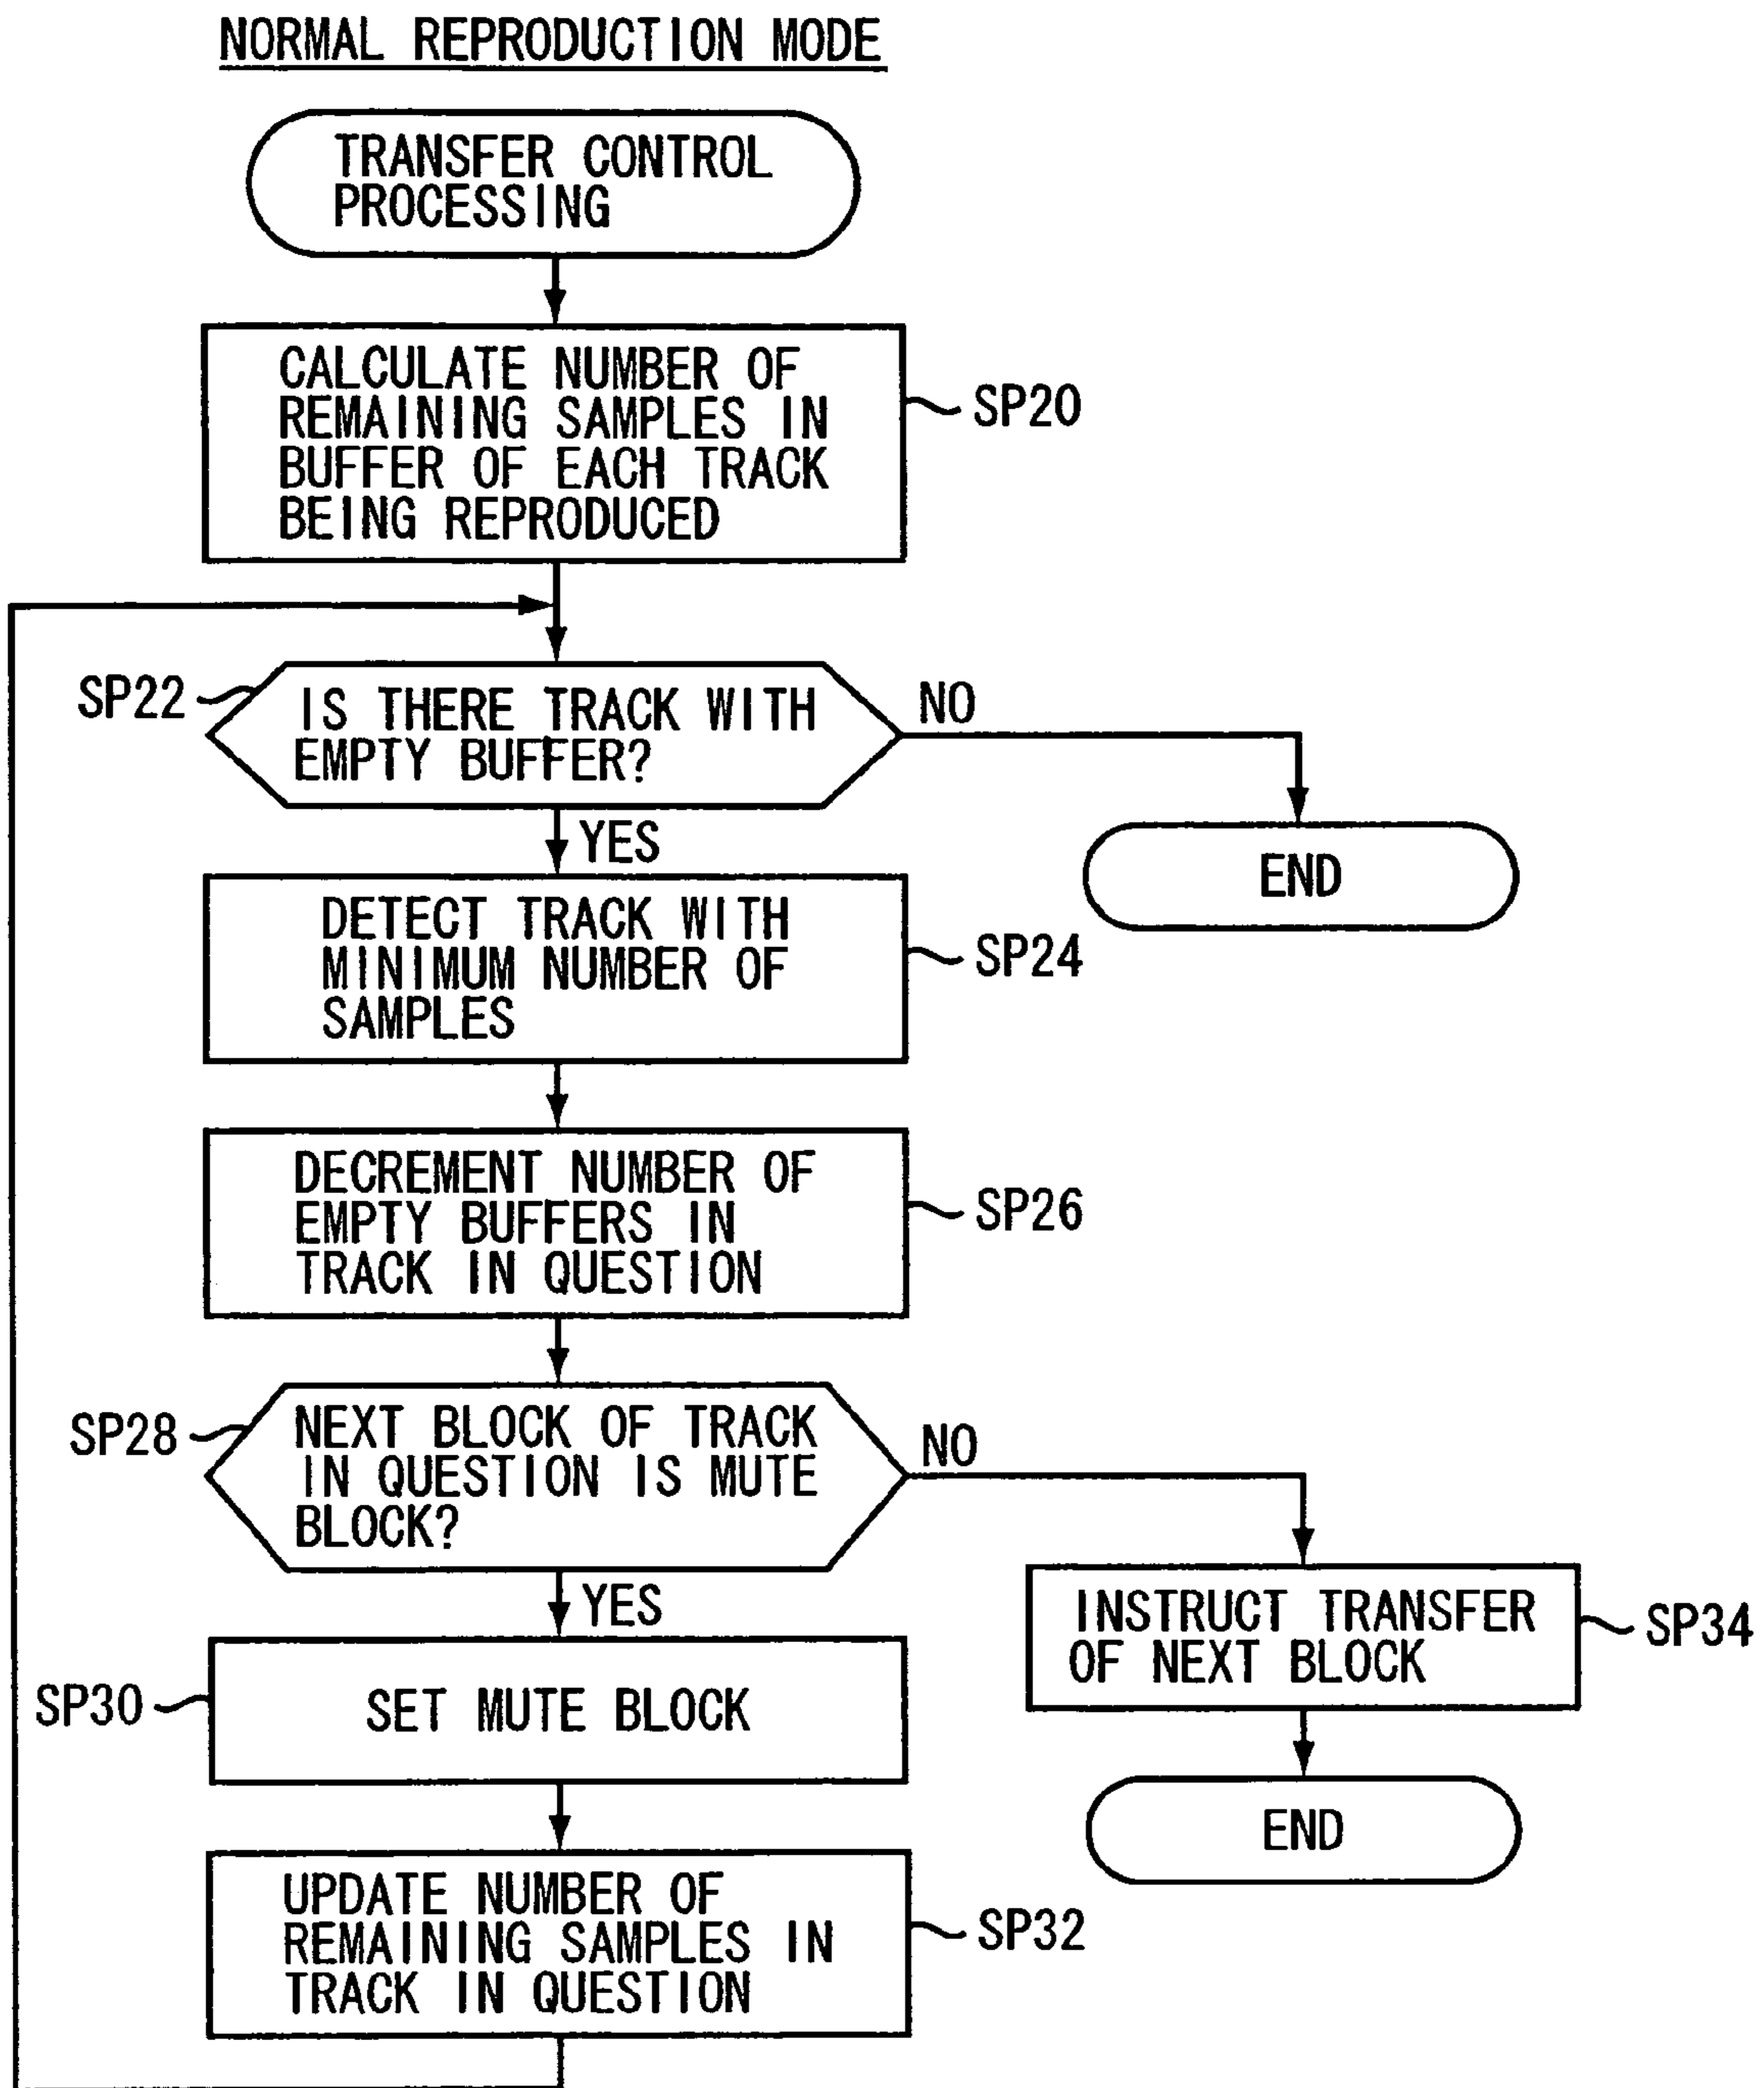 NORMAL REPRODUCTION MODE
TRANSFER CONTROL
PROCESSING
CALCULATE NUMBER OF
REMAINING SAMPLES IN
BUFFER OF EACH TRACK
BEING REPRODUCED
SP20
SP22
IS THERE TRACK WITH
EMPTY BUFFER?
NO
YES
END
DETECT TRACK WITH
MINIMUM NUMBER OF
SAMPLES
SP24
DECREMENT NUMBER OF
EMPTY BUFFERS IN
TRACK IN QUESTION
SP26
SP28
NEXT BLOCK OF TRACK
IN QUESTION IS MUTE
BLOCK?
NO
YES
INSTRUCT TRANSFER
OF NEXT BLOCK
SP34
SP30
SET MUTE BLOCK
END
UPDATE NUMBER OF
REMAINING SAMPLES IN
TRACK IN QUESTION
SP32